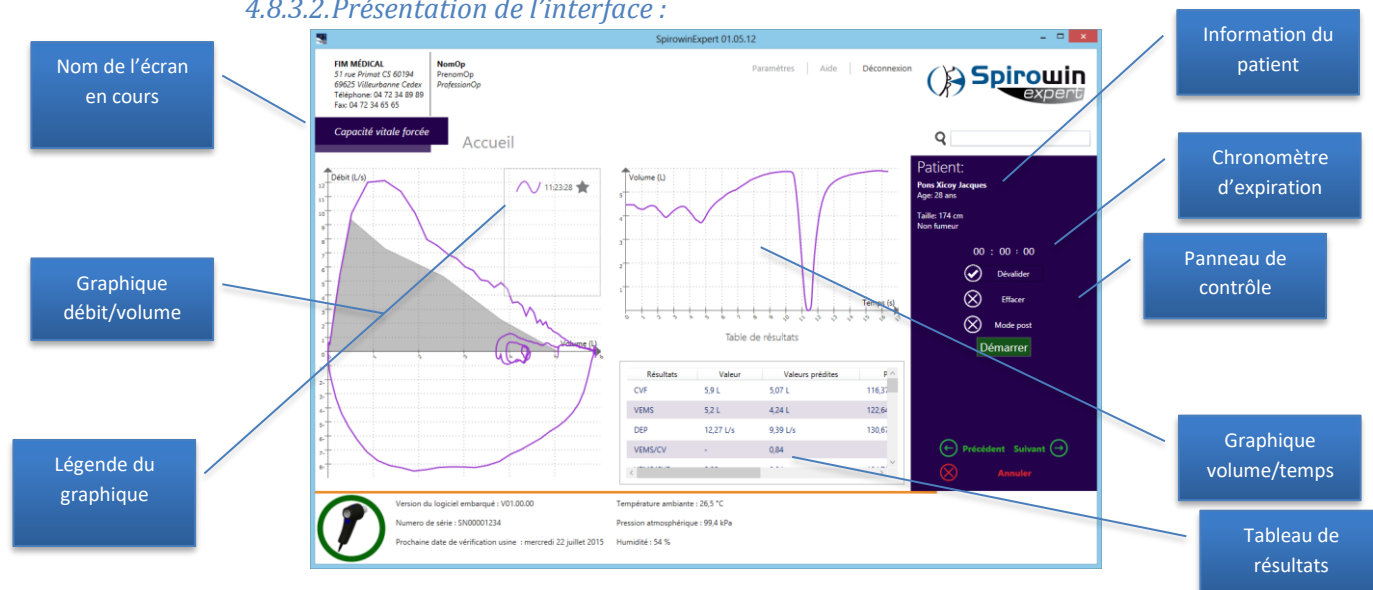 4.8.3.2.Présentation de l'interface :
Nom de l'écran
en cours
Graphique
débit/volume
Légende du
graphique
SpirowinExpert 01.05.12
FIM MÉDICAL
51 rue Primat CS 60194
69625 Villeurbanne Cedex
Téléphone: 04 72 34 89 89
Fax: 04 72 34 65 65
NomOp
PrenomOp
ProfessionOp
Paramètres
Aide
Déconnexion
Spirowin
expert
Capacité vitale forcée
Accueil
Débit (L/s)
11:23:28
Volume (L)
Volume (L)
Temps (s)
Table de résultats
Résultats Valeur Valeurs prédites
CVF 5,9 L 5,07 L 116,37
VEMS 5,2 L 4,24 L 122,64
DEP 12,27 L/s 9,39 L/s 130,67
VEMS/CV - 0,84
Patient:
Pons Xicoy Jacques
Age: 28 ans
Taille: 174 cm
Non fumeur
00 : 00 : 00
Dévalider
Effacer
Mode post
Démarrer
Précédent Suivant
Annuler
Version du logiciel embarqué : V01.00.00
Numero de série : SN00001234
Prochaine date de vérification usine : mercredi 22 juillet 2015
Température ambiante : 26,5 °C
Pression atmosphérique : 99,4 kPa
Humidité : 54 %
Information du
patient
Chronomètre
d'expiration
Panneau de
contrôle
Graphique
volume/temps
Tableau de
résultats